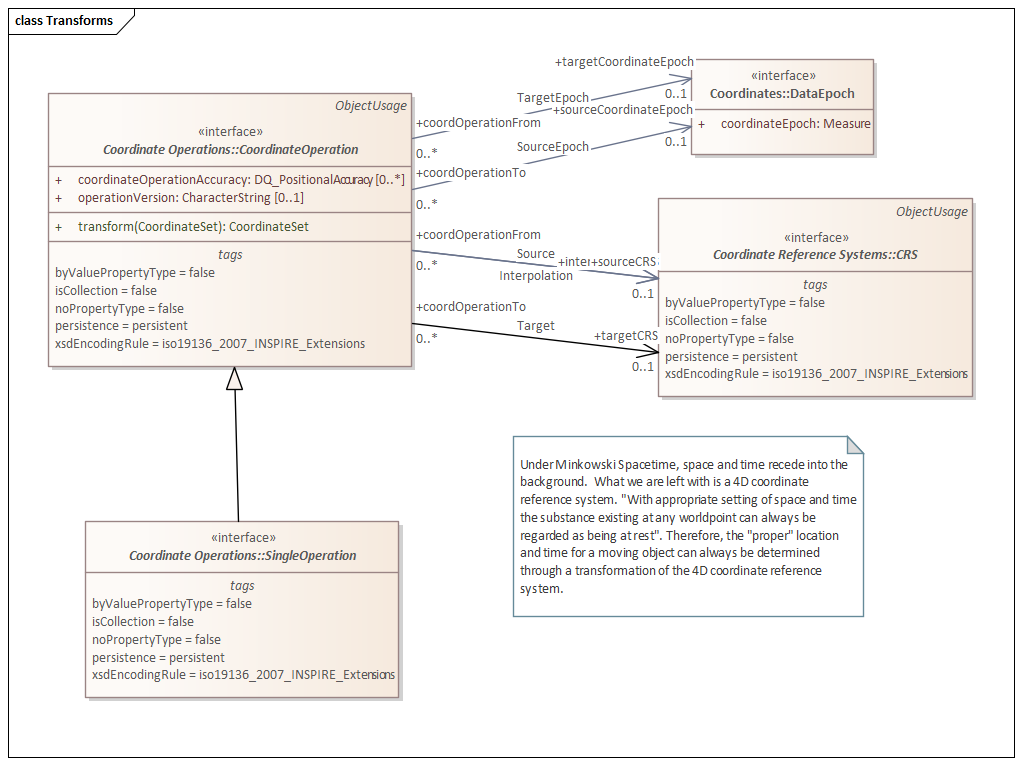 class Transforms
ObjectUsage
«interface»
Coordinate Operations::CoordinateOperation
+ coordinateOperationAccuracy: DQ_PositionalAccuracy [0..*]
+ operationVersion: CharacterString [0..1]
+ transform(CoordinateSet): CoordinateSet
tags
byValuePropertyType = false
isCollection = false
noPropertyType = false
persistence = persistent
xsdEncodingRule = iso19136_2007_INSPIRE_Extensions
+targetCoordinateEpoch
0..1
TargetEpoch
+coordOperationFrom
0..*
+sourceCoordinateEpoch
0..1
SourceEpoch
+coordOperationTo
0..*
«interface»
Coordinates::DataEpoch
+ coordinateEpoch: Measure
+coordOperationFrom
0..*
Source
+sourceCRS
Interpolation
0..1
+coordOperationTo
0..*
Target
+targetCRS
0..1
ObjectUsage
«interface»
Coordinate Reference Systems::CRS
tags
byValuePropertyType = false
isCollection = false
noPropertyType = false
persistence = persistent
xsdEncodingRule = iso19136_2007_INSPIRE_Extensions
Under Minkowski Spacetime, space and time recede into the
background. What we are left with is a 4D coordinate
reference system. "With appropriate setting of space and time
the substance existing at any worldpoint can always be
regarded as being at rest". Therefore, the "proper" location
and time for a moving object can always be determined
through a transformation of the 4D coordinate reference
system.
«interface»
Coordinate Operations::SingleOperation
tags
byValuePropertyType = false
isCollection = false
noPropertyType = false
persistence = persistent
xsdEncodingRule = iso19136_2007_INSPIRE_Extensions